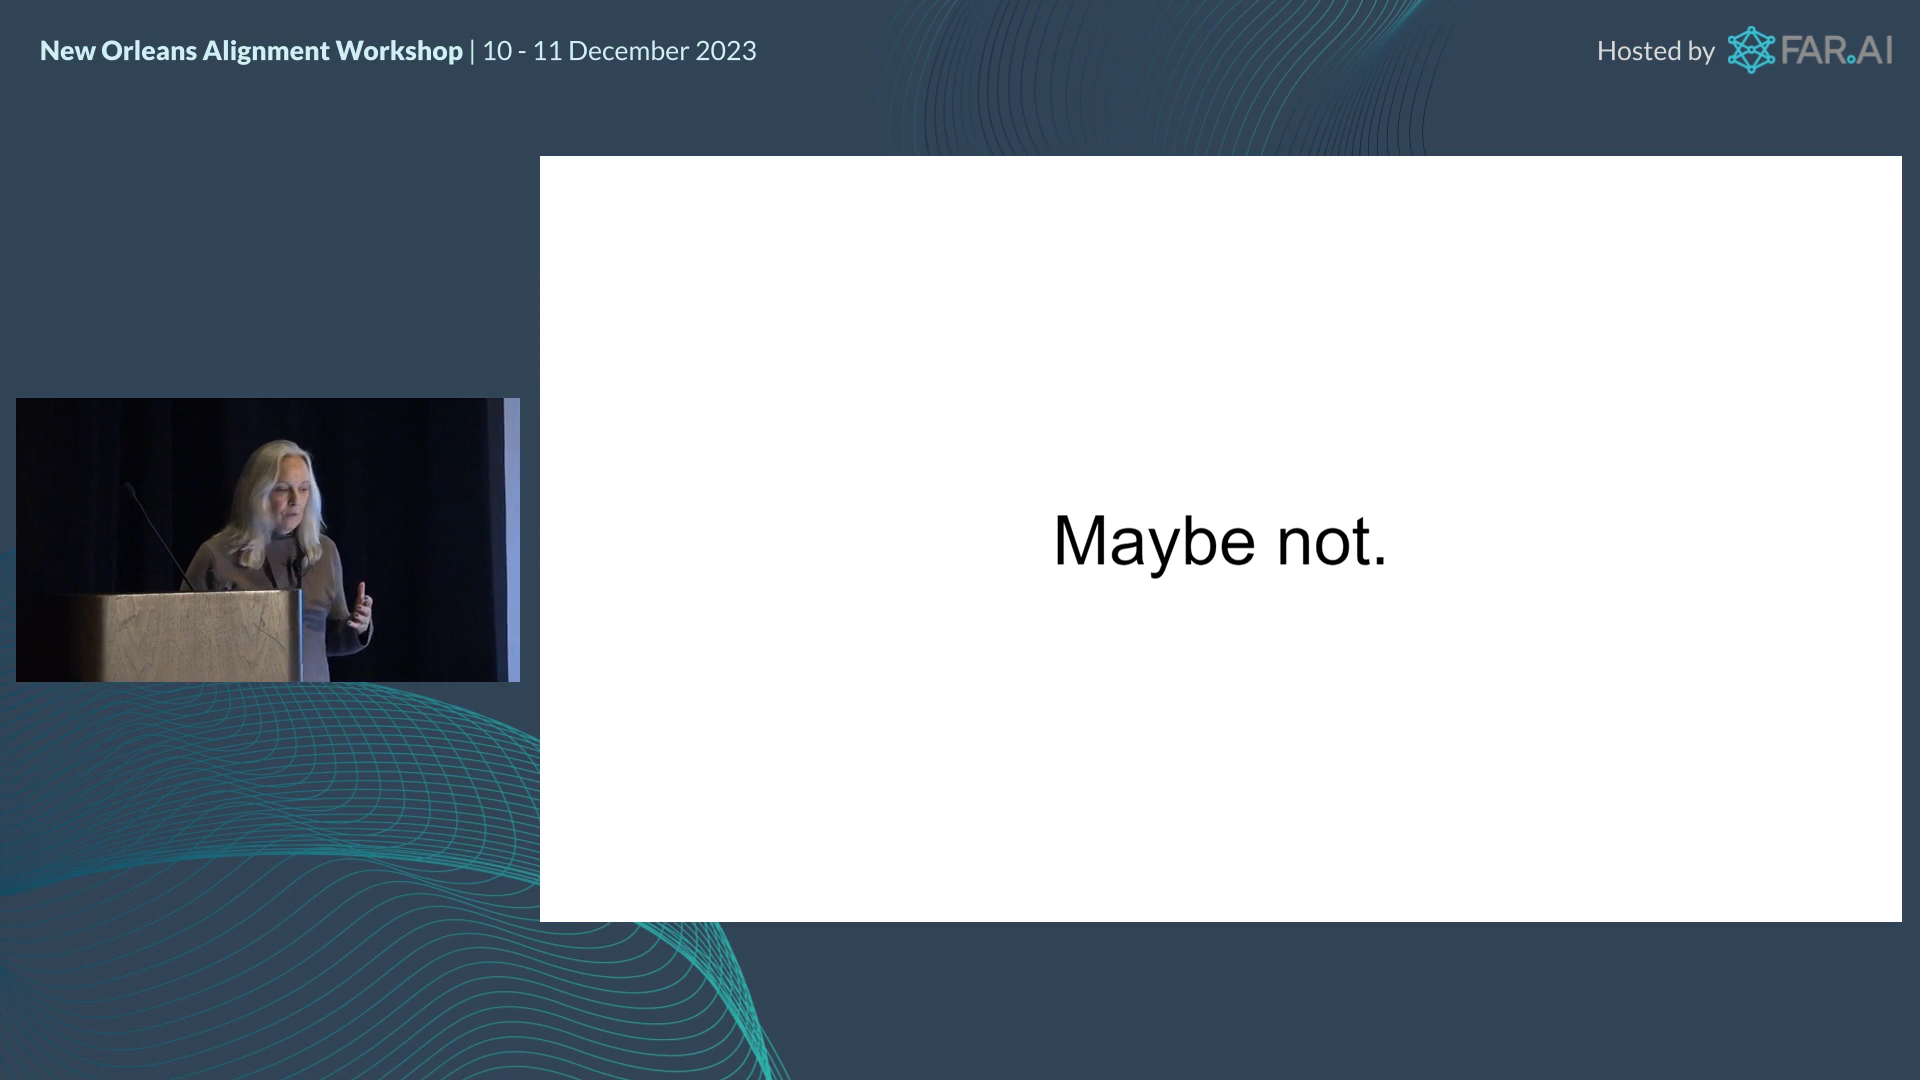 New Orleans Alignment Workshop | 10 - 11 December 2023
Hosted by FAR.AI
Maybe not.